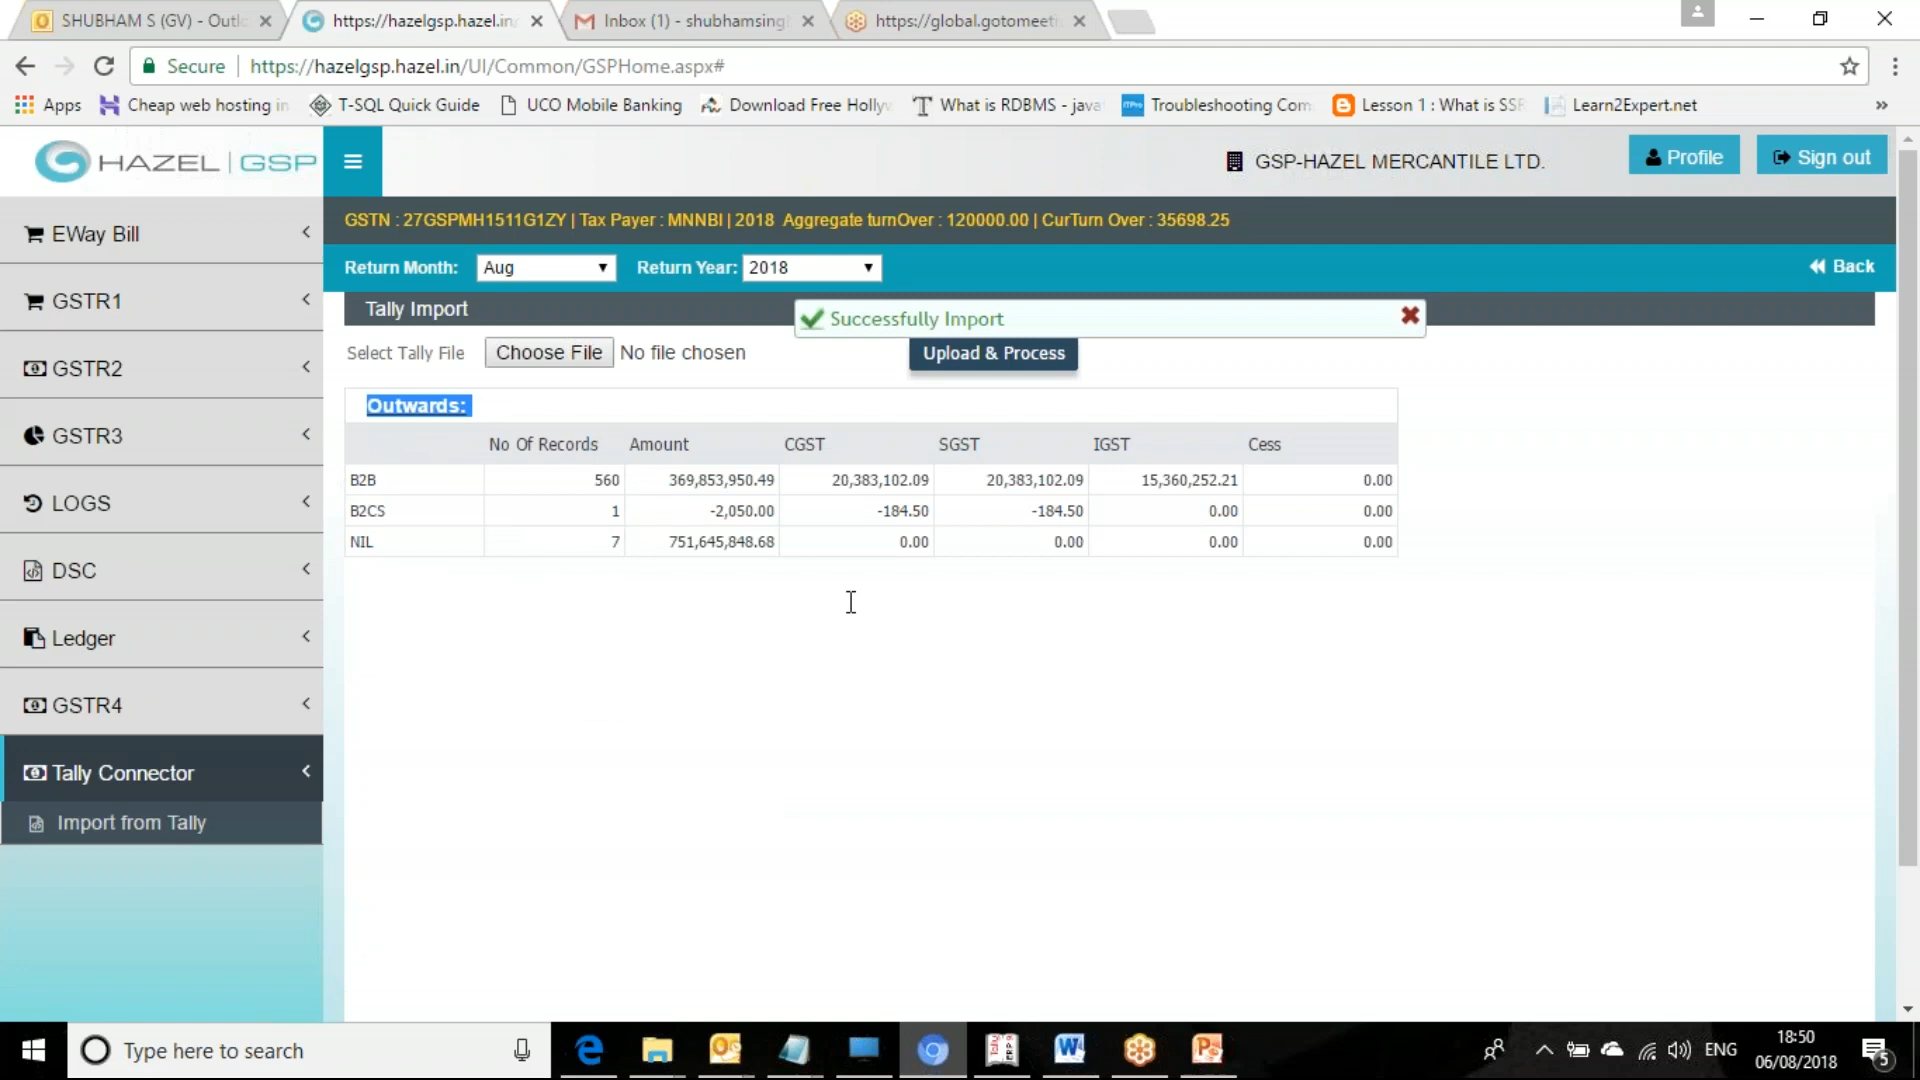 SHUBHAM S (GV) - Outl
https://hazelgsp.hazel.in
Inbox (1) - shubhamsing
https://global.gotomeeti
Secure
https://hazelgsp.hazel.in/UI/Common/GSPHome.aspx#
Apps
Cheap web hosting in
T-SQL Quick Guide
UCO Mobile Banking
Download Free Holly
What is RDBMS - java
Troubleshooting Com
Lesson 1 : What is SS
Learn2Expert.net
HAZEL | GSP
GSP-HAZEL MERCANTILE LTD.
Profile
Sign out
GSTN : 27GSPMH1511G1ZY | Tax Payer : MNNBI | 2018 Aggregate turnOver : 120000.00 | CurTurn Over : 35698.25
Return Month: Aug Return Year: 2018
Back
Tally Import
Successfully Import
Select Tally File Choose File No file chosen
Upload & Process
Outwards:
No Of Records Amount CGST SGST IGST Cess
B2B 560 369,853,950.49 20,383,102.09 20,383,102.09 15,360,252.21 0.00
B2CS 1 -2,050.00 -184.50 -184.50 0.00 0.00
NIL 7 751,645,848.68 0.00 0.00 0.00 0.00
EWay Bill
GSTR1
GSTR2
GSTR3
LOGS
DSC
Ledger
GSTR4
Tally Connector
Import from Tally
Type here to search
ENG
18:50
06/08/2018
5